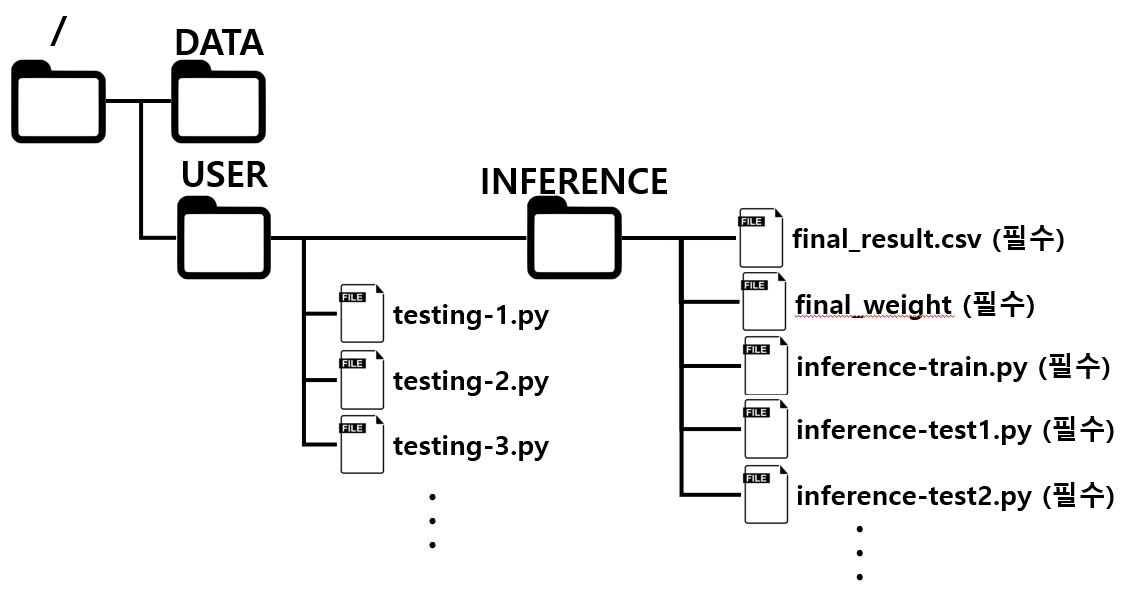 /
DATA
USER
INFERENCE
FILE final_result.csv (필수)
FILE final_weight (필수)
FILE testing-1.py
FILE inference-train.py (필수)
FILE testing-2.py
FILE inference-test1.py (필수)
FILE testing-3.py
FILE inference-test2.py (필수)